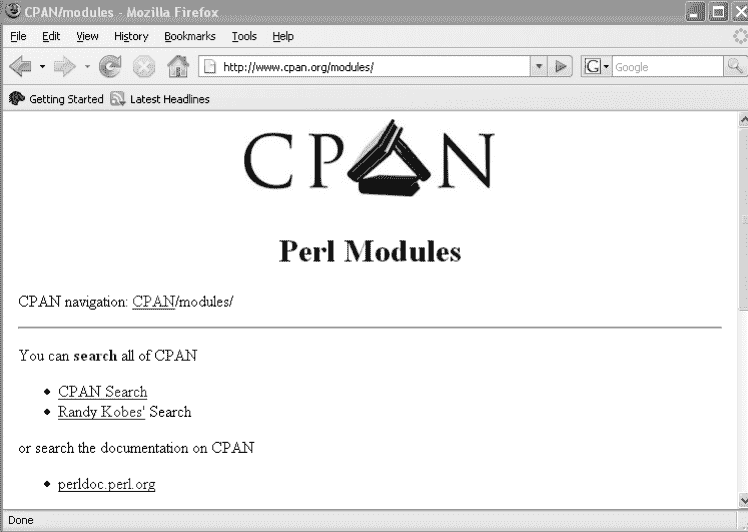 CPAN/modules - Mozilla Firefox
File Edit View History Bookmarks Tools Help
http://www.cpan.org/modules/
G Google
Getting Started Latest Headlines
CPAN
Perl Modules
CPAN navigation: CPAN/modules/
You can search all of CPAN
CPAN Search
Randy Kobes' Search
or search the documentation on CPAN
perldoc.perl.org
Done